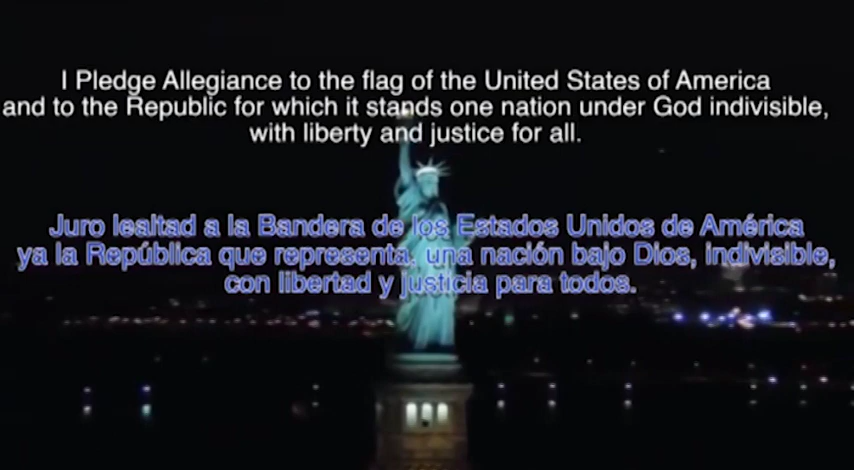 I Pledge Allegiance to the flag of the United States of America
and to the Republic for which it stands one nation under God indivisible,
with liberty and justice for all.
Juro lealtad a la Bandera de los Estados Unidos de América
ya la República que representa, una nación bajo Dios, indivisible,
con libertad y justicia para todos.